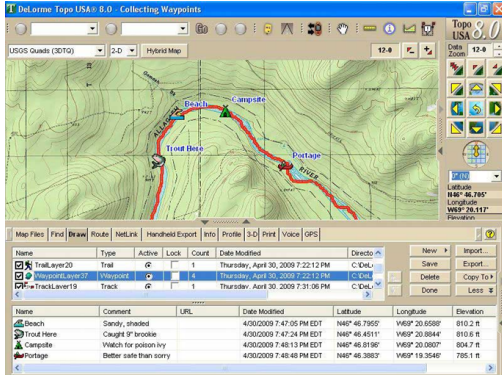 DeLorme Topo USA® 8.0 - Collecting Waypoints
Go
Topo USA 8.0
USGS Quads (3DTG) 2-D Hybrid Map 12-0
Data Zoom 12-0
Beach
Campsite
ALLAGASH
Trout Here
Portage
RIVER
0° (N)
Latitude
N46° 46.705'
Longitude
W69° 20.117'
Elevation
Map Files Find Draw Route NetLink Handheld Export Info Profile 3-D Print Voice GPS
Name Type Active Lock Count Date Modified Directo
TrailLayer20 Trail 1 Thursday, April 30, 2009 7:22:12 PM C:\DeL
WaypointLayer37 Waypoint 4 Thursday, April 30, 2009 7:22:12 PM C:\DeL
TrackLayer19 Track 1 Thursday, April 30, 2009 7:31:06 PM C:\DeL
New Import...
Save Export...
Delete Copy To
Done Less
Name Comment URL Date Modified Latitude Longitude Elevation
Beach Sandy, shaded 4/30/2009 7:47:05 PM EDT N46° 46.7955' W69° 20.6588' 810.2 ft
Trout Here Caught 9" brookie 4/30/2009 7:48:13 PM EDT N46° 46.4511' W69° 20.8844' 810.6 ft
Campsite Watch for poison ivy 4/30/2009 7:48:43 PM EDT N46° 46.8196' W69° 20.0807' 804.7 ft
Portage Better safe than sorry 4/30/2009 7:48:48 PM EDT N46° 46.3883' W69° 19.3546' 785.1 ft